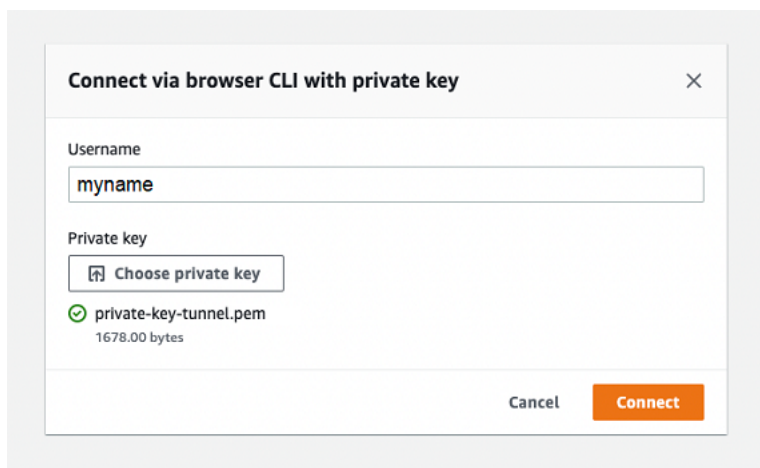 Connect via browser CLI with private key
Username
myname
Private key
Choose private key
private-key-tunnel.pem
1678.00 bytes
Cancel Connect